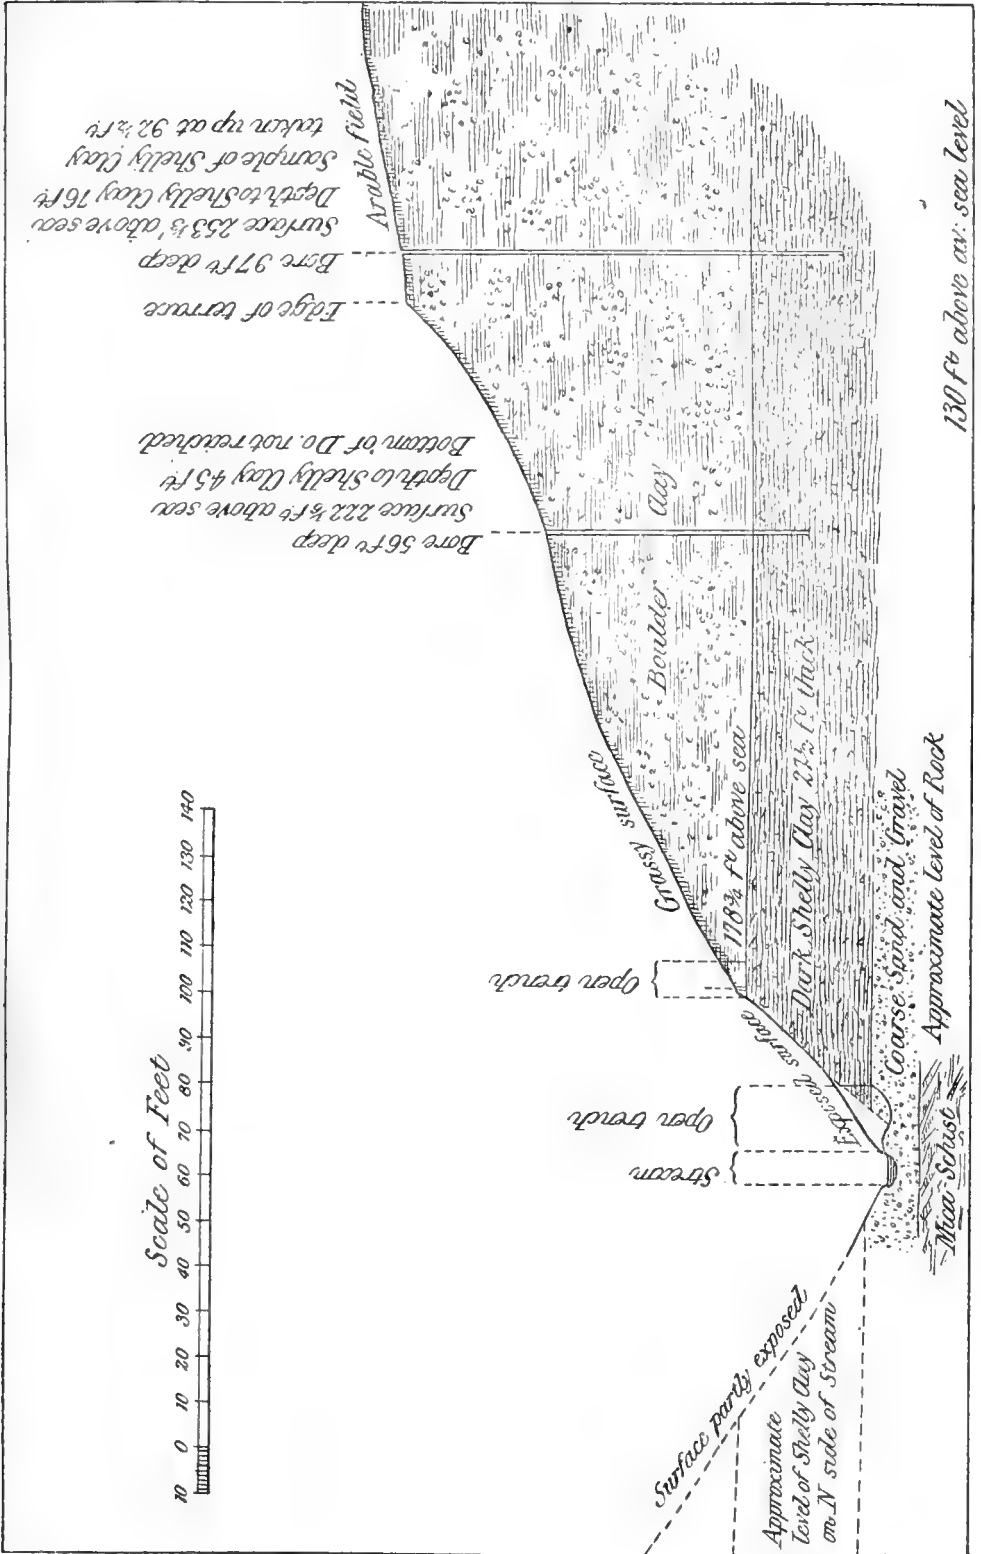 Scale of Feet
10 0 10 20 30 40 50 60 70 80 90 100 110 120 130 140
Surface partly exposed
Approximate
level of Shelly Clay
on N side of Stream
Stream
Open trench
Exposed surface
Open trench
Grassy surface
Bore 56 ft deep
Surface 222½ ft above sea
Depth to Shelly Clay 45 ft
Bottom of Do. not reached
Edge of terrace
Bore 97 ft deep
Surface 253⅓' above sea
Depth to Shelly Clay 76 ft
Sample of Shelly Clay
taken up at 92½ ft
Arable field
Boulder Clay
178¾ ft above sea
Dark Shelly Clay 21½ ft thick
Coarse Sand and Gravel
Approximate level of Rock
Mica-Schist
130 ft above av: sea level